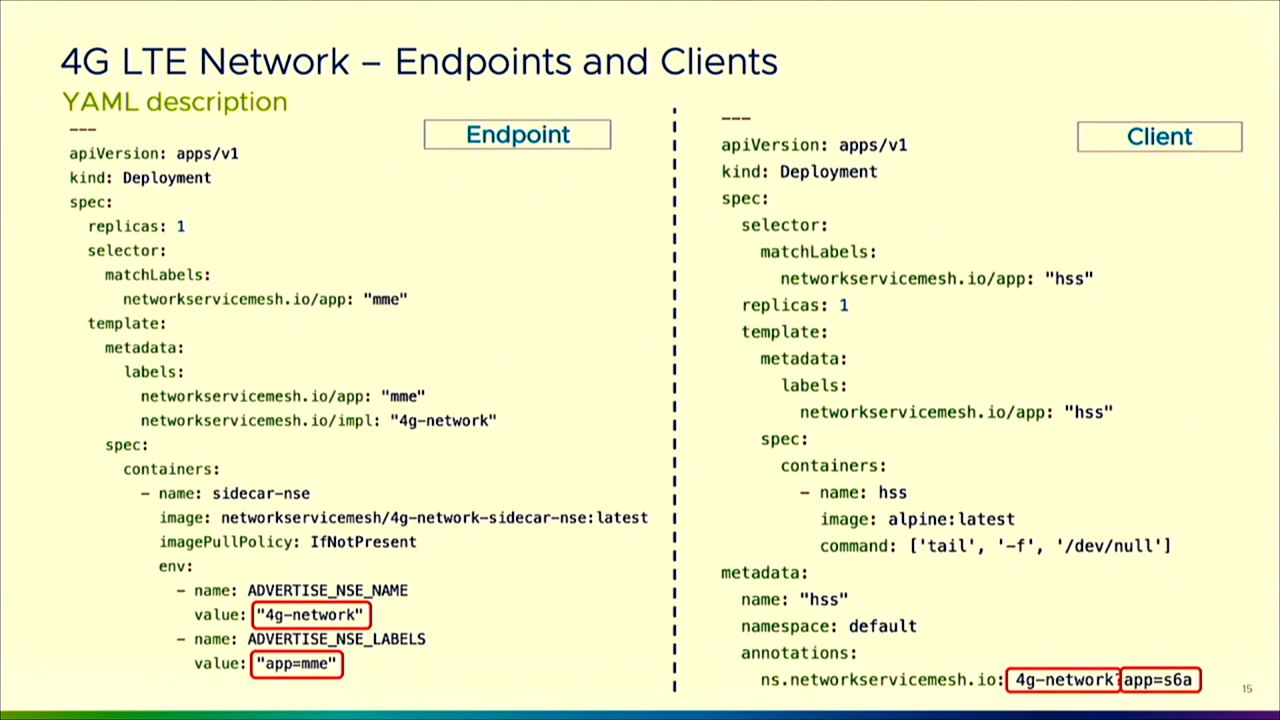 4G LTE Network – Endpoints and Clients
YAML description
Endpoint
---
apiVersion: apps/v1
kind: Deployment
spec:
  replicas: 1
  selector:
    matchLabels:
      networkservicemesh.io/app: "mme"
  template:
    metadata:
      labels:
        networkservicemesh.io/app: "mme"
        networkservicemesh.io/impl: "4g-network"
    spec:
      containers:
        - name: sidecar-nse
          image: networkservicemesh/4g-network-sidecar-nse:latest
          imagePullPolicy: IfNotPresent
          env:
            - name: ADVERTISE_NSE_NAME
              value: "4g-network"
            - name: ADVERTISE_NSE_LABELS
              value: "app=mme"
Client
---
apiVersion: apps/v1
kind: Deployment
spec:
  selector:
    matchLabels:
      networkservicemesh.io/app: "hss"
  replicas: 1
  template:
    metadata:
      labels:
        networkservicemesh.io/app: "hss"
    spec:
      containers:
        - name: hss
          image: alpine:latest
          command: ['tail', '-f', '/dev/null']
metadata:
  name: "hss"
  namespace: default
  annotations:
    ns.networkservicemesh.io: 4g-network?app=s6a
15